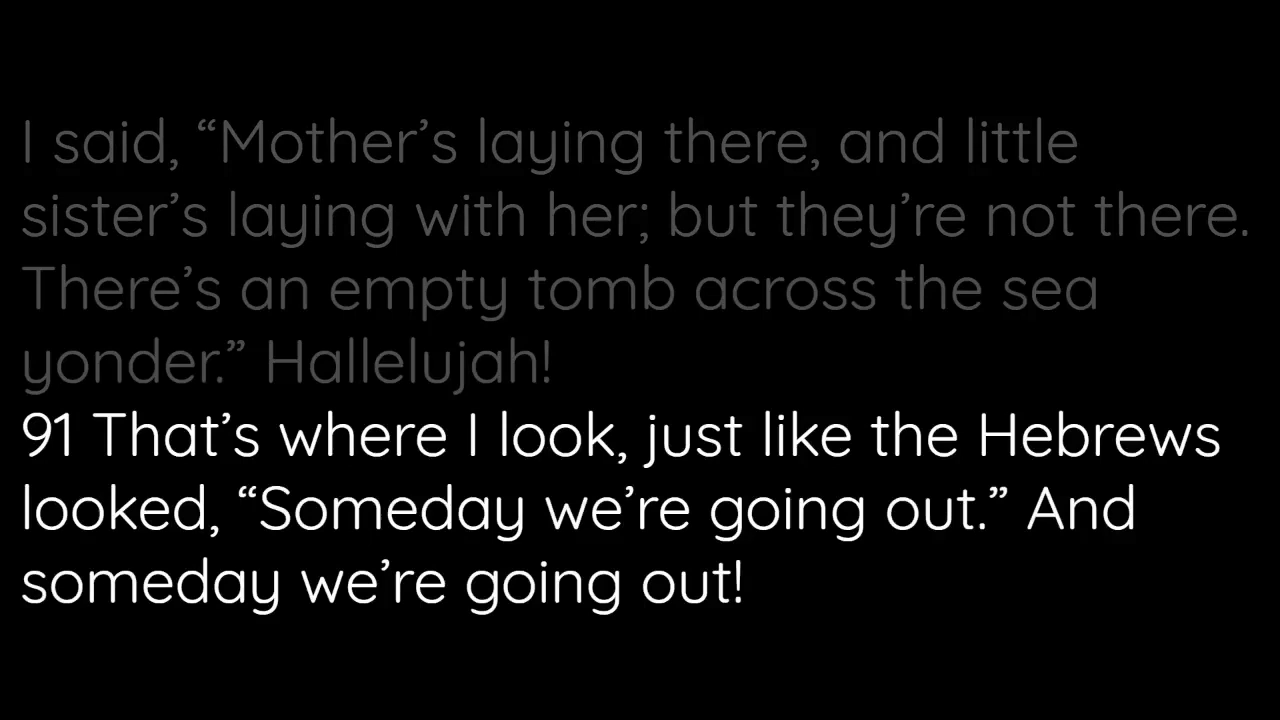 I said, “Mother’s laying there, and little
sister’s laying with her; but they’re not there.
There’s an empty tomb across the sea
yonder.” Hallelujah!
91 That’s where I look, just like the Hebrews
looked, “Someday we’re going out.” And
someday we’re going out!